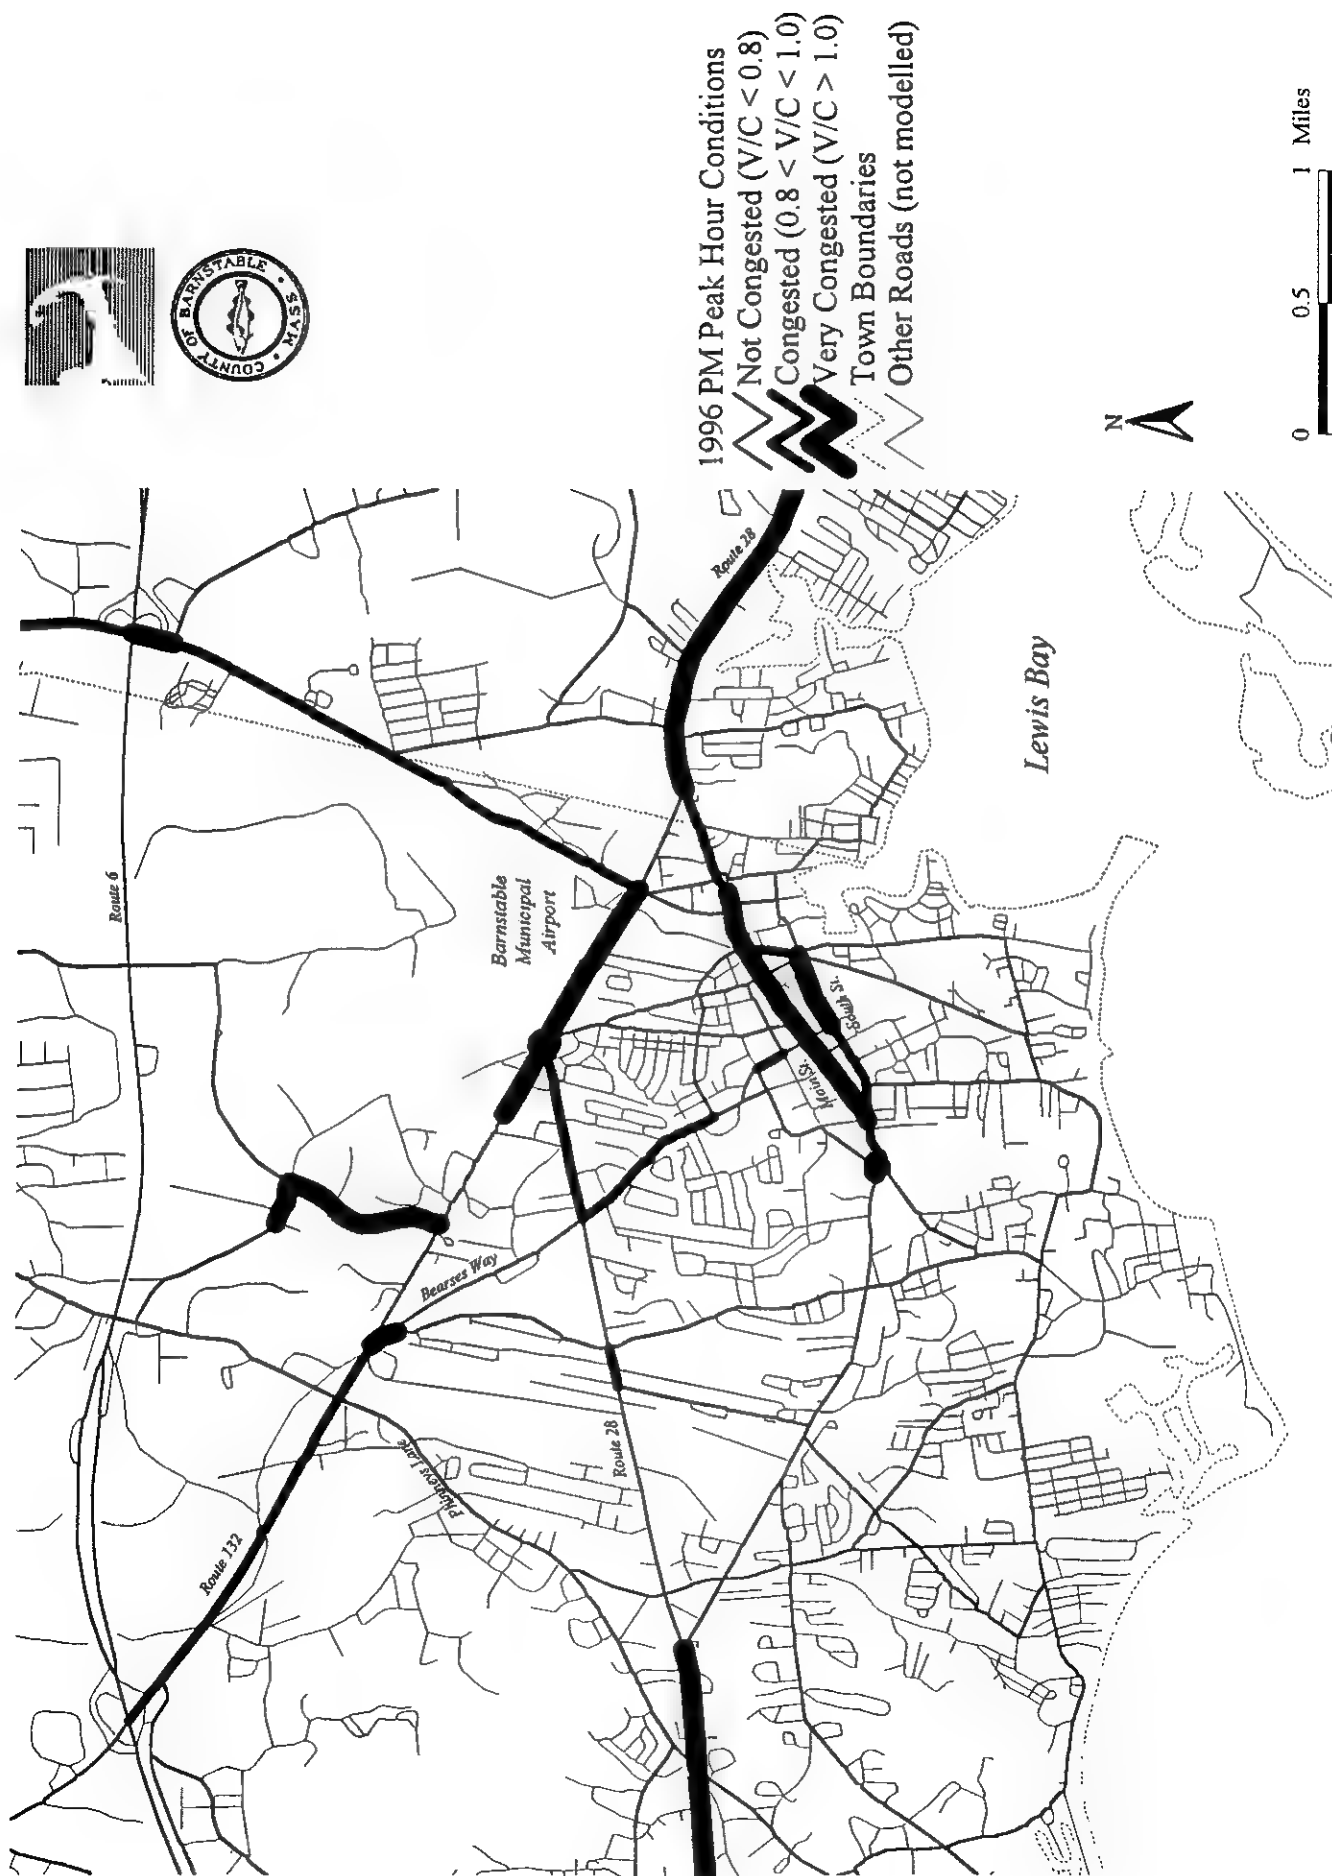 COUNTY OF BARNSTABLE • MASS •
1996 PM Peak Hour Conditions
Not Congested (V/C < 0.8)
Congested (0.8 < V/C < 1.0)
Very Congested (V/C > 1.0)
Town Boundaries
Other Roads (not modelled)
N
0 0.5 1 Miles
Route 6
Route 28
Lewis Bay
Barnstable
Municipal
Airport
South St.
Main St.
Bearses Way
Route 28
Phinneys Lane
Route 132